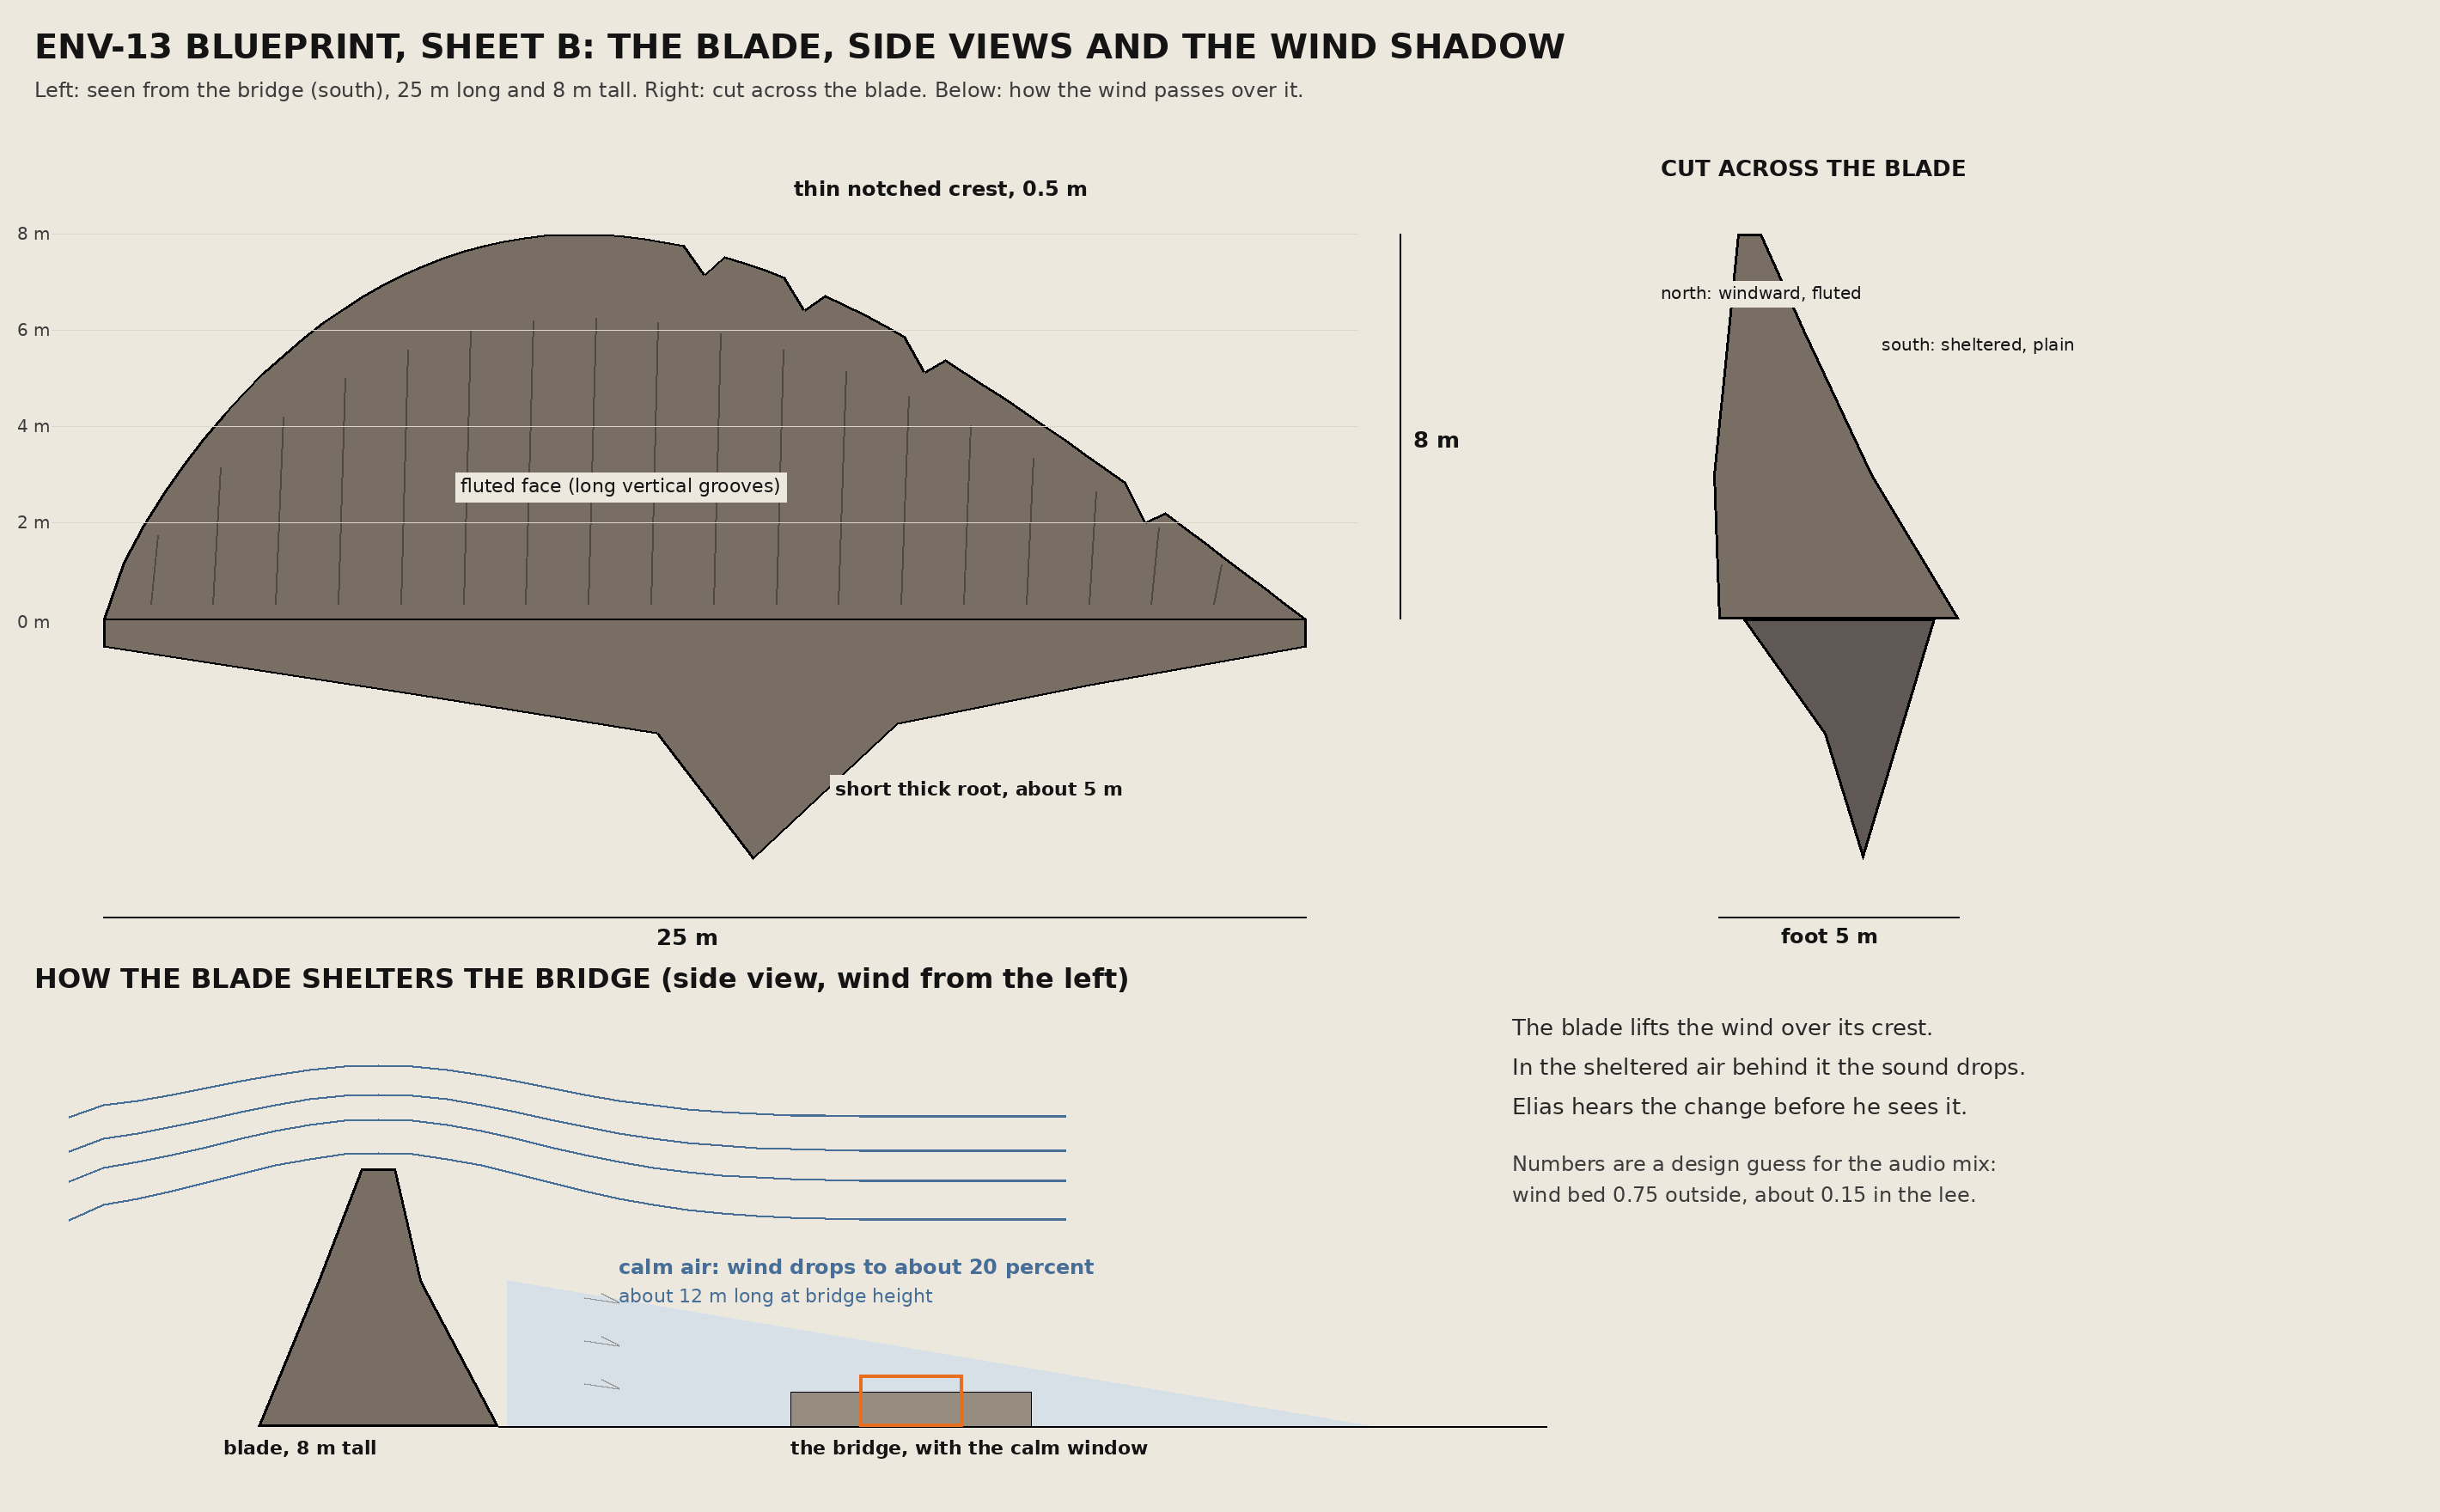 ENV-13 BLUEPRINT, SHEET B: THE BLADE, SIDE VIEWS AND THE WIND SHADOW
Left: seen from the bridge (south), 25 m long and 8 m tall. Right: cut across the blade. Below: how the wind passes over it.
CUT ACROSS THE BLADE
thin notched crest, 0.5 m
8 m
north: windward, fluted
6 m
south: sheltered, plain
4 m
8 m
fluted face (long vertical grooves)
2 m
0 m
short thick root, about 5 m
25 m
foot 5 m
HOW THE BLADE SHELTERS THE BRIDGE (side view, wind from the left)
The blade lifts the wind over its crest.
In the sheltered air behind it the sound drops.
Elias hears the change before he sees it.
Numbers are a design guess for the audio mix:
wind bed 0.75 outside, about 0.15 in the lee.
calm air: wind drops to about 20 percent
about 12 m long at bridge height
blade, 8 m tall
the bridge, with the calm window